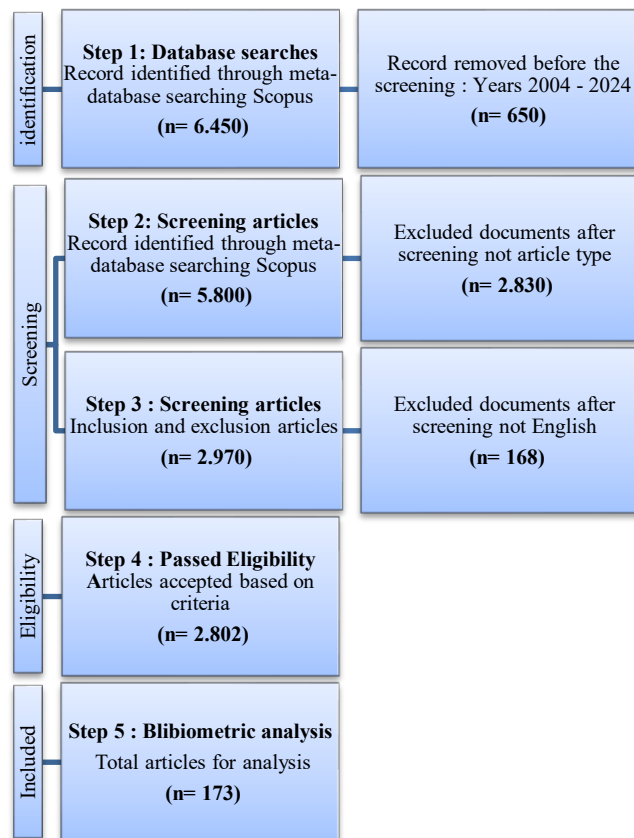 identification
Step 1: Database searches
Record identified through meta-
database searching Scopus
(n= 6.450)
Record removed before the
screening : Years 2004 - 2024
(n= 650)
Screening
Step 2: Screening articles
Record identified through meta-
database searching Scopus
(n= 5.800)
Excluded documents after
screening not article type
(n= 2.830)
Step 3 : Screening articles
Inclusion and exclusion articles
(n= 2.970)
Excluded documents after
screening not English
(n= 168)
Eligibility
Step 4 : Passed Eligibility
Articles accepted based on
criteria
(n= 2.802)
Included
Step 5 : Blibiometric analysis
Total articles for analysis
(n= 173)